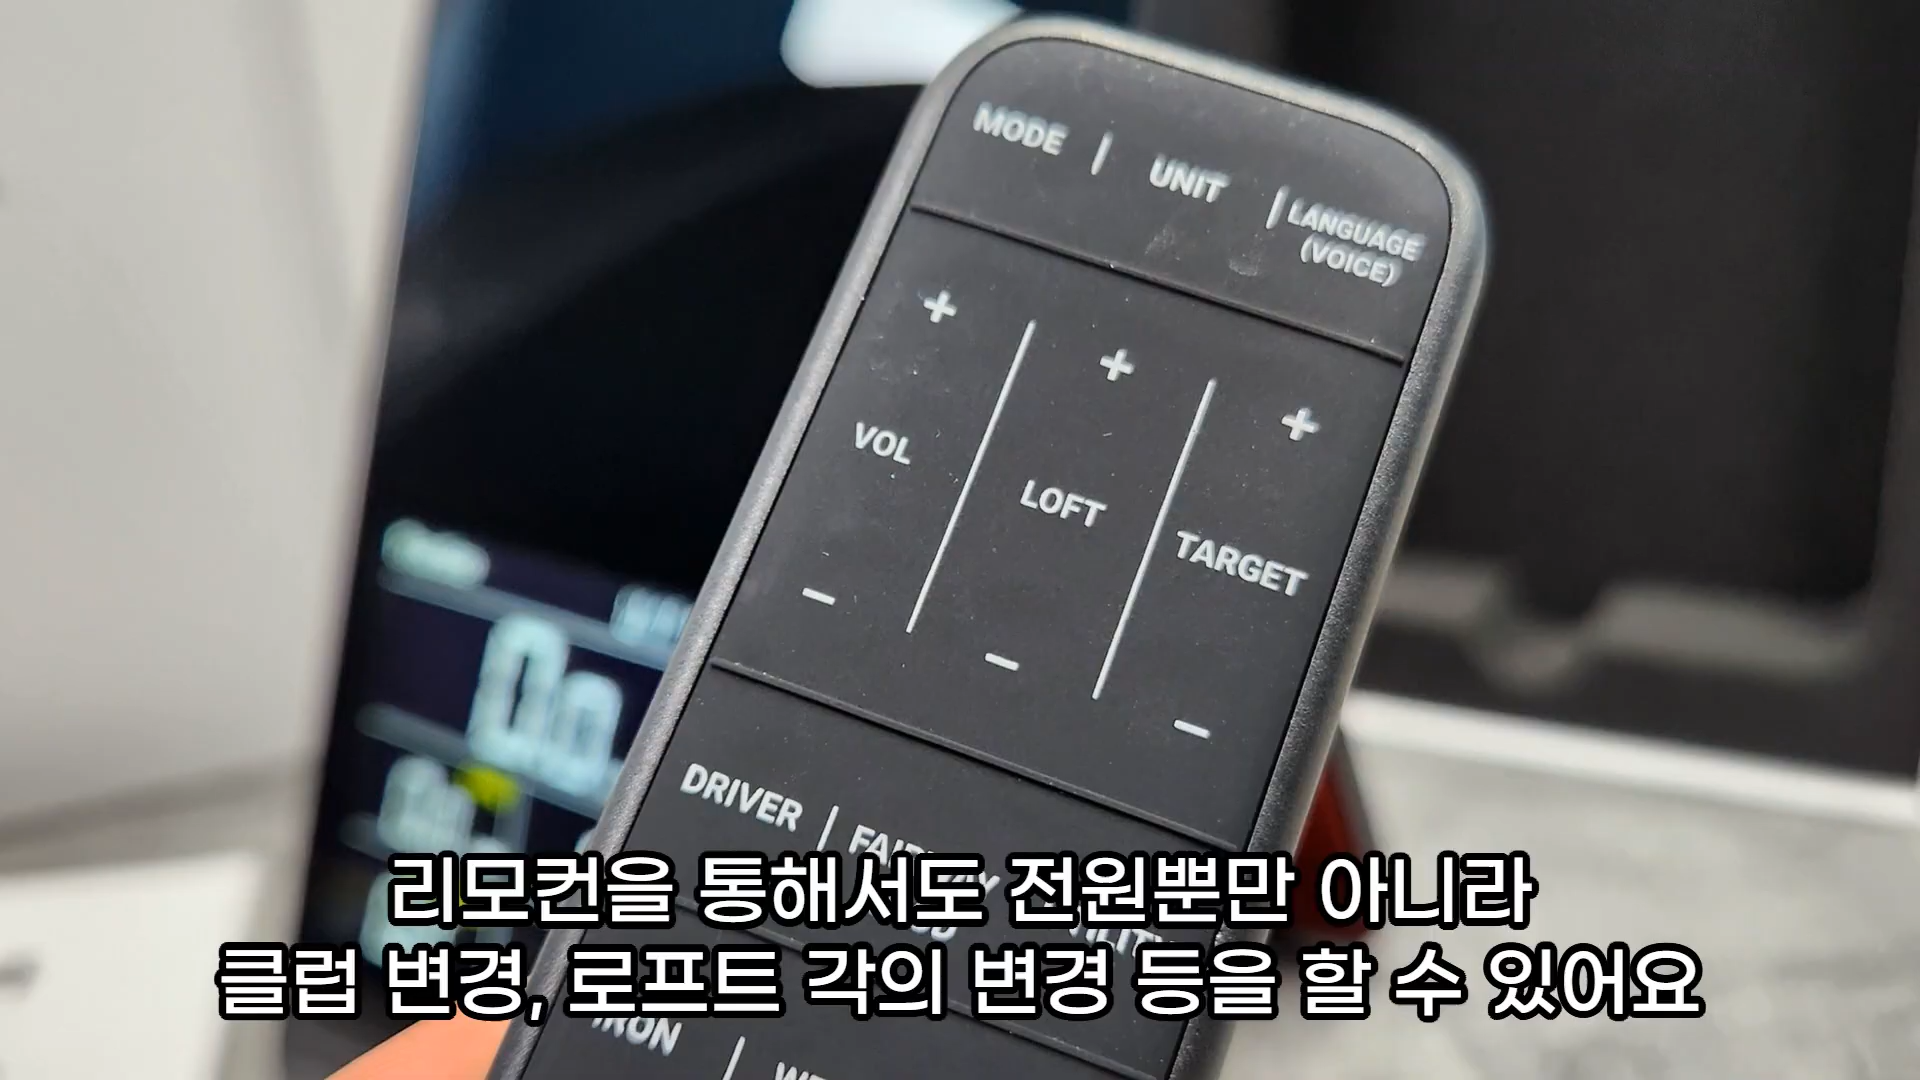 MODE | UNIT | LANGUAGE
(VOICE)
+ + +
VOL LOFT TARGET
- - -
DRIVER |
IRON |
리모컨을 통해서도 전원뿐만 아니라
클럽 변경, 로프트 각의 변경 등을 할 수 있어요